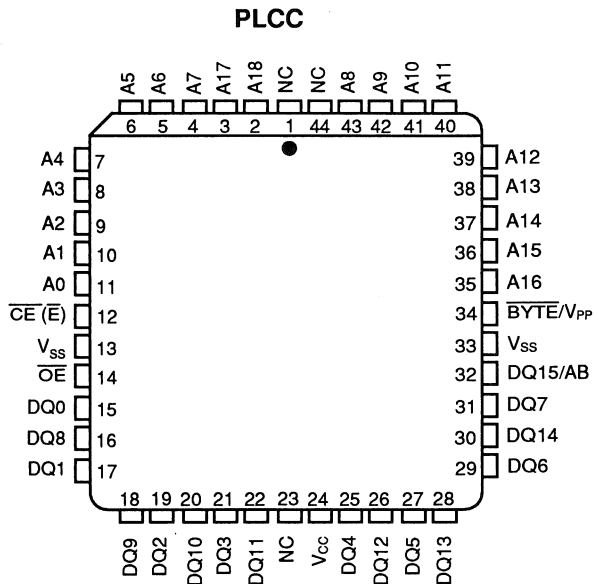 PLCC
A5 A6 A7 A17 A18 NC NC A8 A9 A10 A11
6 5 4 3 2 1 44 43 42 41 40
A4 7 39 A12
A3 8 38 A13
A2 9 37 A14
A1 10 36 A15
A0 11 35 A16
CE (E) 12 34 BYTE/VPP
VSS 13 33 VSS
OE 14 32 DQ15/AB
DQ0 15 31 DQ7
DQ8 16 30 DQ14
DQ1 17 29 DQ6
18 19 20 21 22 23 24 25 26 27 28
DQ9 DQ2 DQ10 DQ3 DQ11 NC VCC DQ4 DQ12 DQ5 DQ13